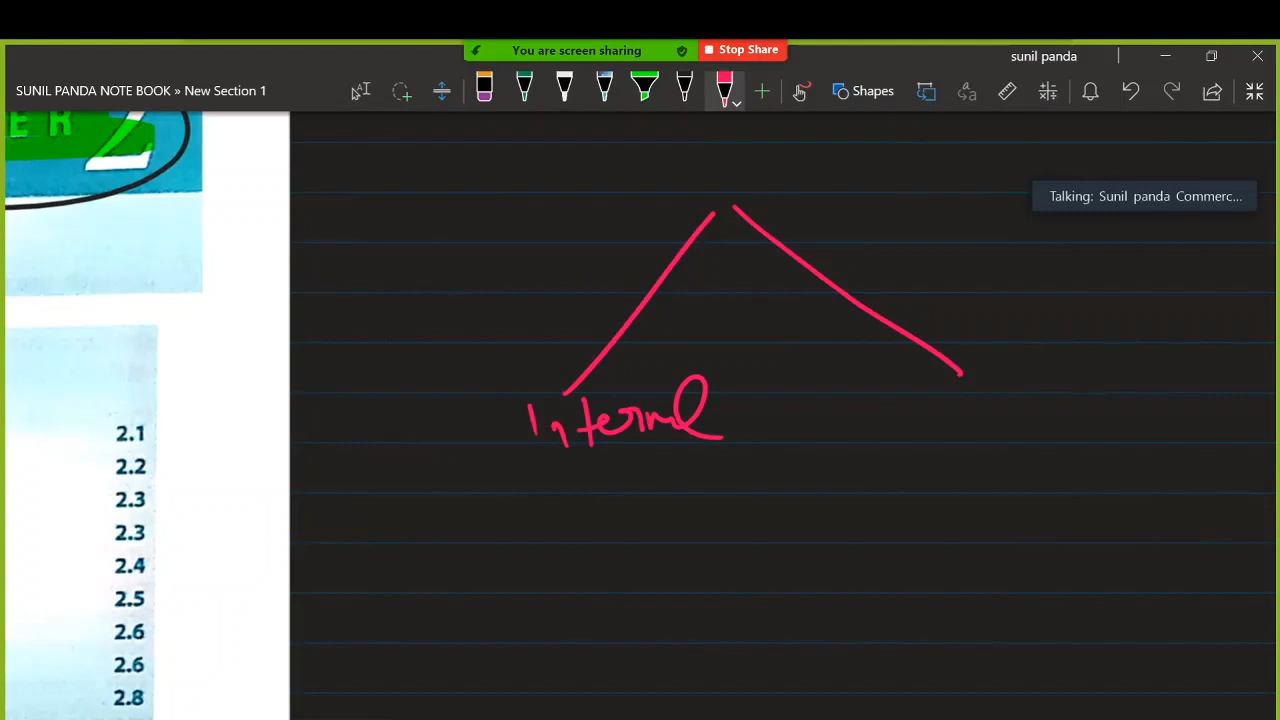 You are screen sharing
Stop Share
sunil panda
SUNIL PANDA NOTE BOOK » New Section 1
Shapes
Talking: Sunil panda Commerc...
E R 2
Internal
2.1
2.2
2.3
2.3
2.4
2.5
2.6
2.6
2.8